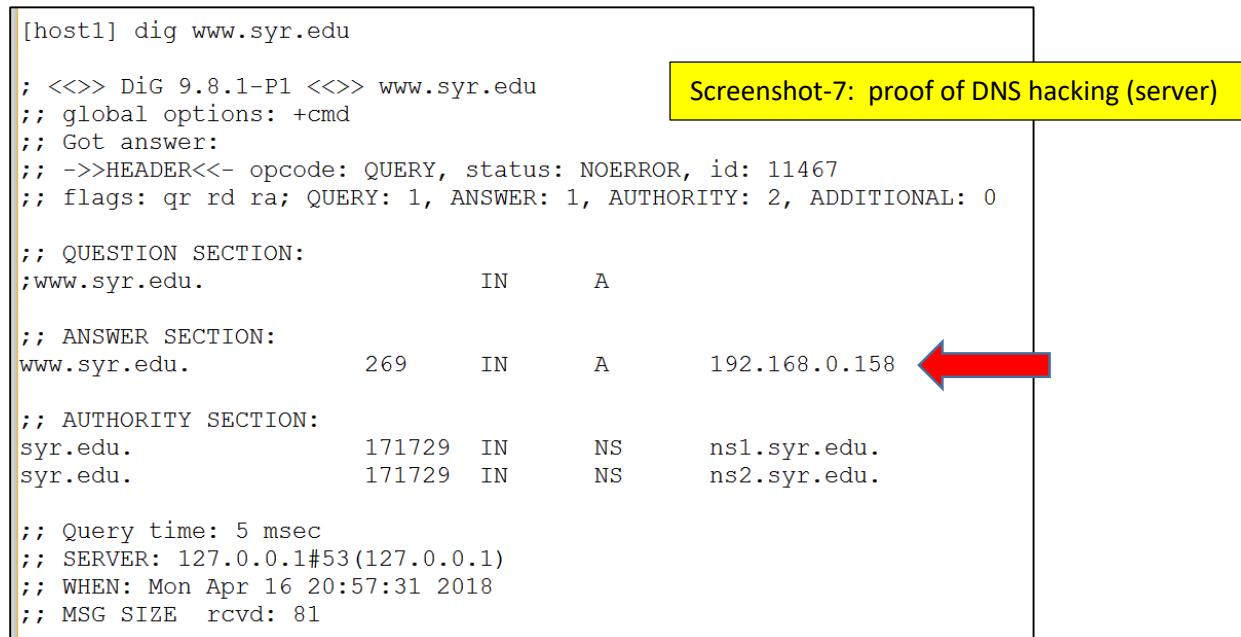 [host1] dig www.syr.edu
; <<>> DiG 9.8.1-P1 <<>> www.syr.edu
Screenshot-7: proof of DNS hacking (server)
;; global options: +cmd
;; Got answer:
;; ->>HEADER<<- opcode: QUERY, status: NOERROR, id: 11467
;; flags: qr rd ra; QUERY: 1, ANSWER: 1, AUTHORITY: 2, ADDITIONAL: 0
;; QUESTION SECTION:
;www.syr.edu. IN A
;; ANSWER SECTION:
www.syr.edu. 269 IN A 192.168.0.158
;; AUTHORITY SECTION:
syr.edu. 171729 IN NS ns1.syr.edu.
syr.edu. 171729 IN NS ns2.syr.edu.
;; Query time: 5 msec
;; SERVER: 127.0.0.1#53(127.0.0.1)
;; WHEN: Mon Apr 16 20:57:31 2018
;; MSG SIZE rcvd: 81